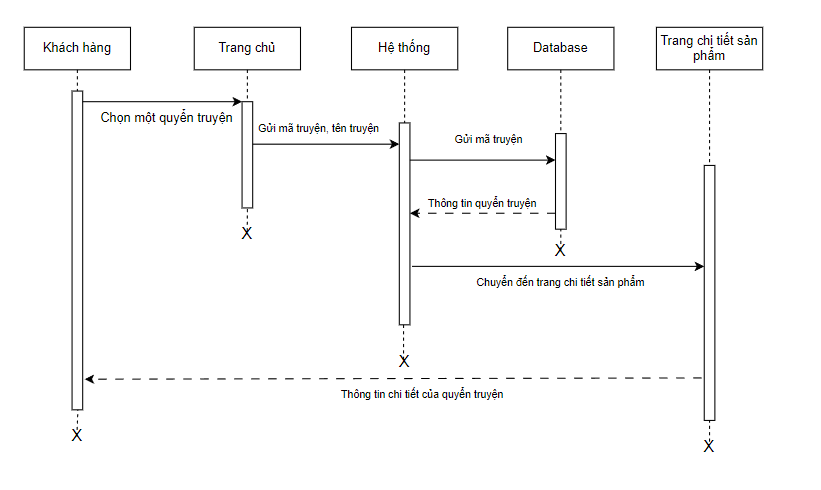 Khách hàng
Trang chủ
Hệ thống
Database
Trang chi tiết sản
phẩm
Chọn một quyển truyện
Gửi mã truyện, tên truyện
Gửi mã truyện
Thông tin quyển truyện
X
X
Chuyển đến trang chi tiết sản phẩm
X
Thông tin chi tiết của quyển truyện
X
X